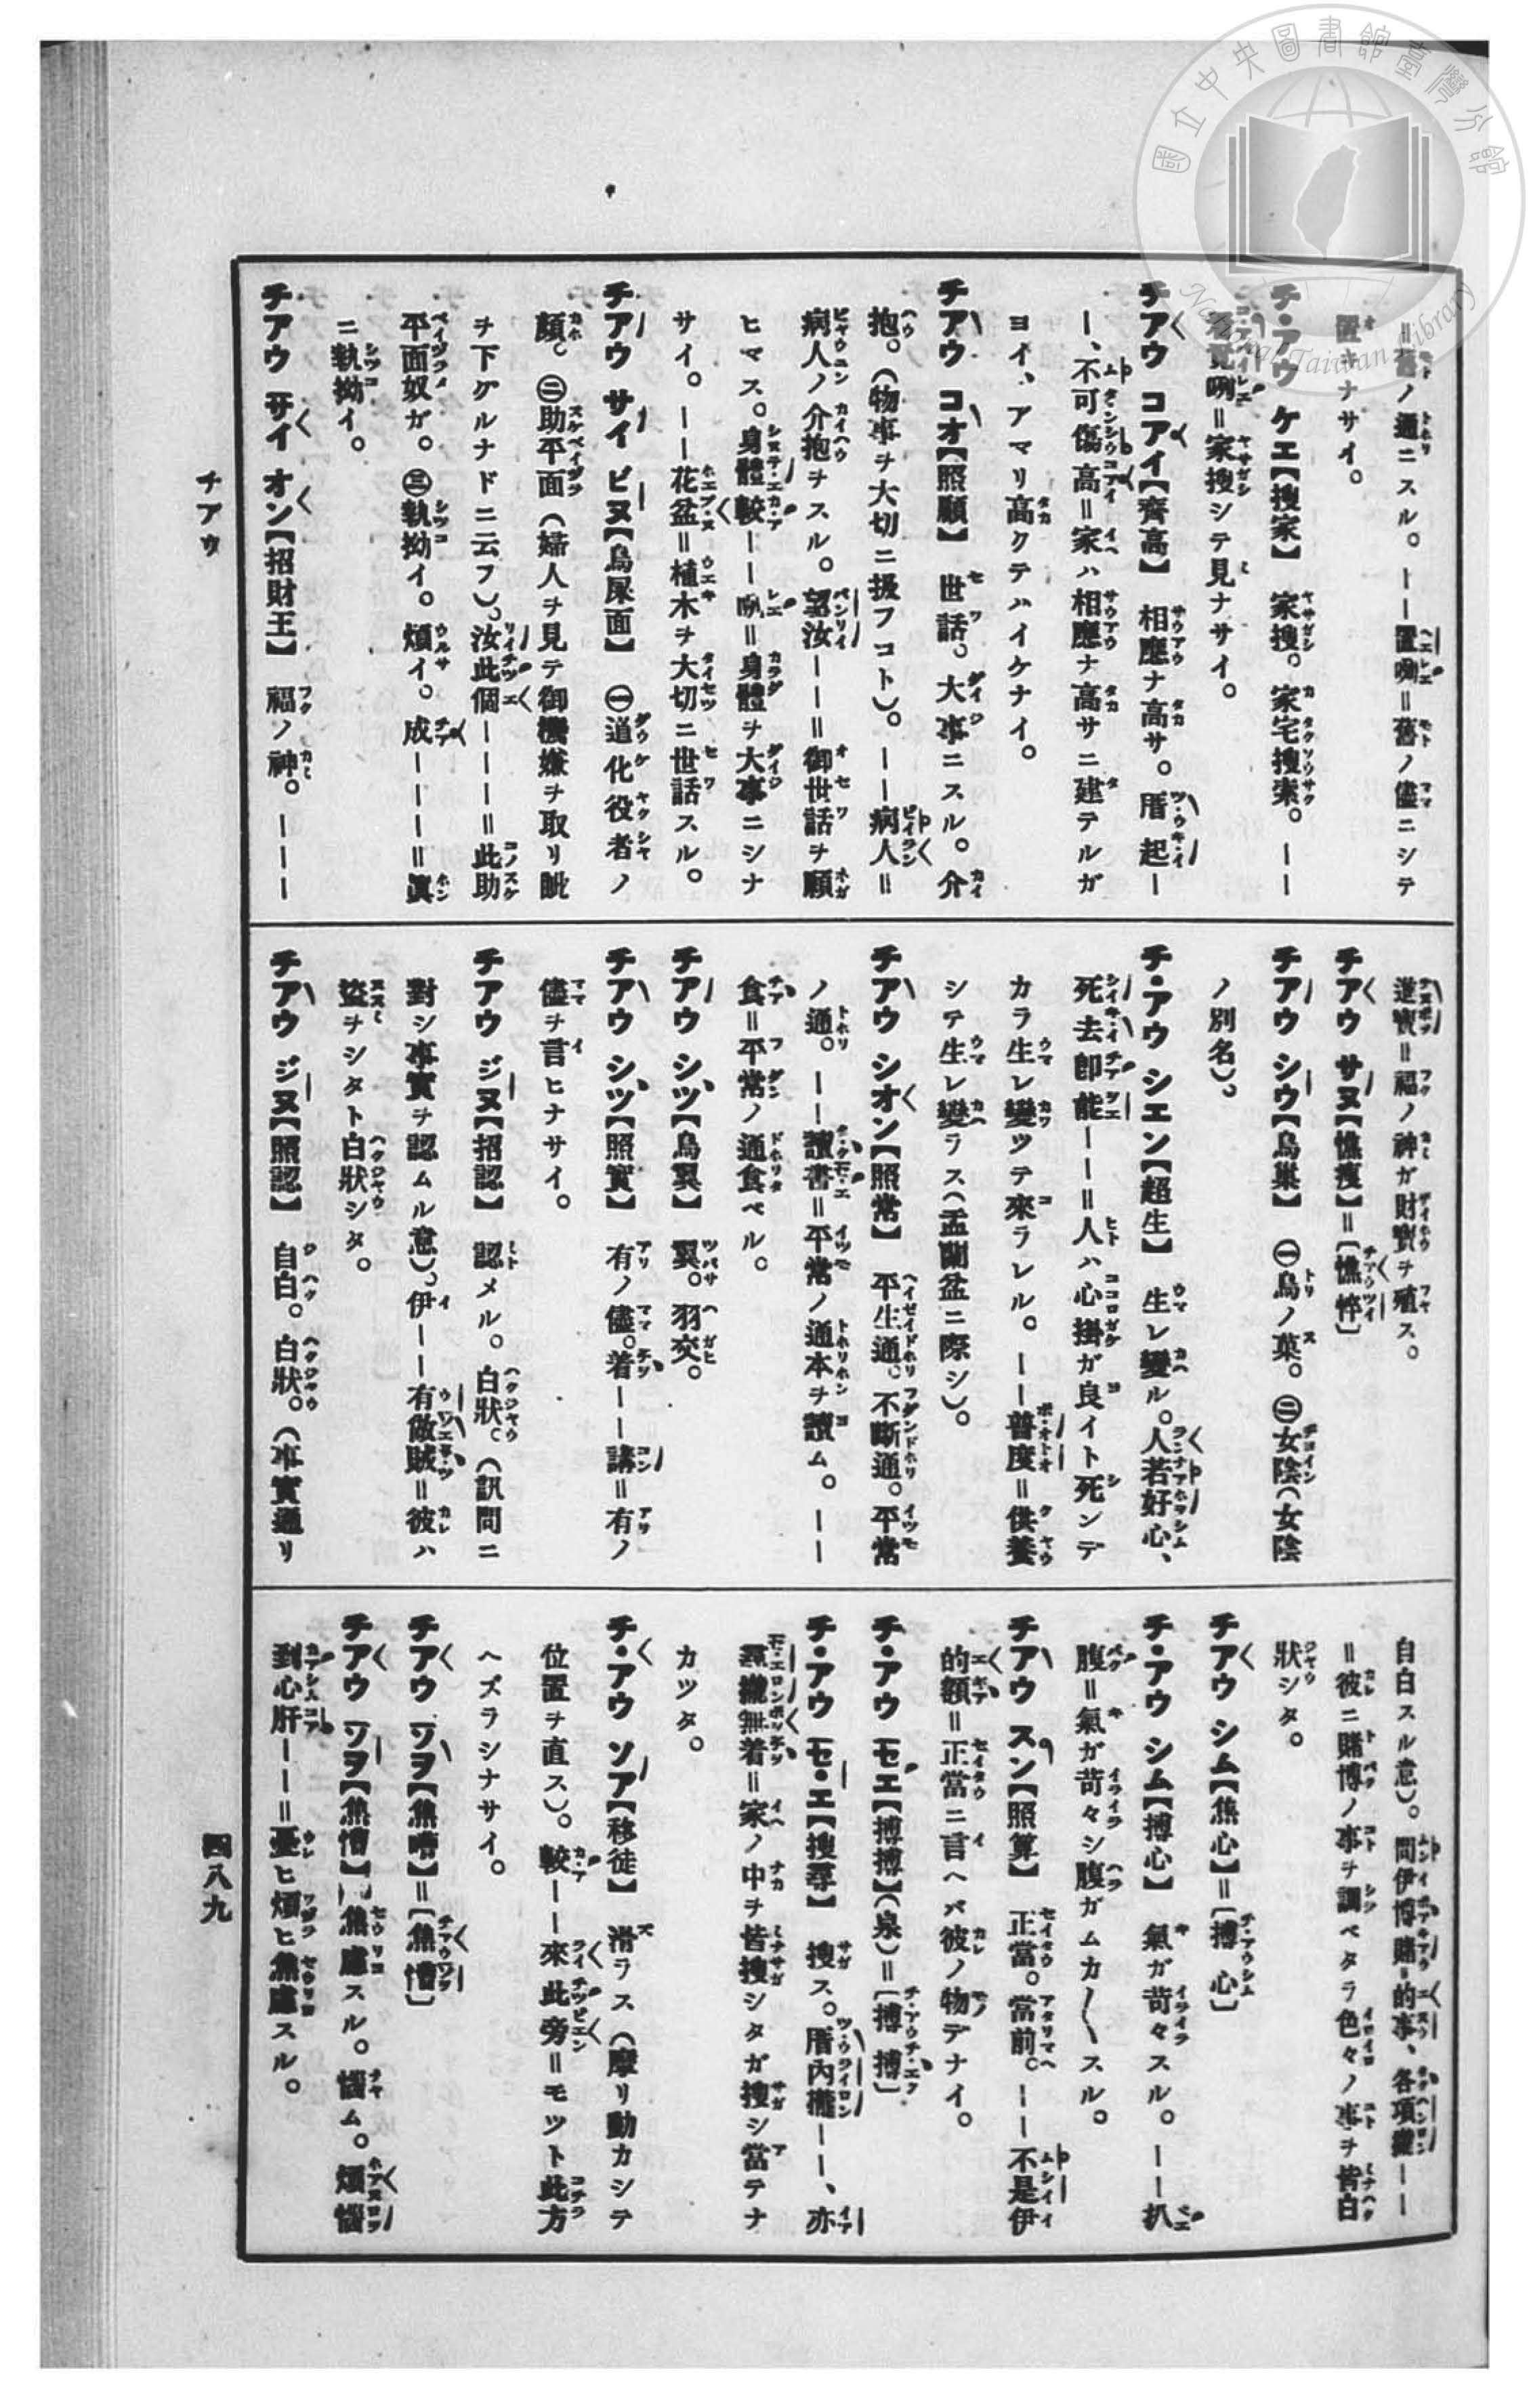 ＝舊ノ通ニスル。——置咧＝舊ノ儘ニシテ
置キナサイ。
チ・アウ ケエ【搜家】 家搜。家宅搜索。——
看覓咧＝家搜シテ見ナサイ。
チアウ コアイ【齊高】 相應ナ高サ。厝起—
—、不可傷高＝家ハ相應ナ高サニ建テルガ
ヨイ、アマリ高クテハイケナイ。
チアウ コオ【照顧】 世話。大事ニスル。介
抱。（物事ヲ大切ニ扱フコト）。——病人＝
病人ノ介抱ヲスル。望汝——＝御世話ヲ願
ヒマス。身體較——咧＝身體ヲ大事ニシナ
サイ。——花盆＝植木ヲ大切ニ世話スル。
チアウ サイ ビヌ【鳥屎面】 ㊀道化役者ノ
顏。㊁助平面（婦人ヲ見テ御機嫌ヲ取リ眦
ヲ下ゲルナドニ云フ）。汝此個———＝此助
平面奴ガ。㊂執拗イ。煩イ。成———＝眞
ニ執拗イ。
チアウ サイ オン【招財王】 福ノ神。———
進寶＝福ノ神ガ財寶ヲ殖ス。
チアウ サヌ【憔瘦】＝〔憔悴〕
チアウ シウ【鳥巢】 ㊀鳥ノ巢。㊁女陰（女陰
ノ別名）。
チ・アウ シエン【超生】 生レ變ル。人若好心、
死去卽能——＝人ハ心掛ガ良イト死ンデ
カラ生レ變ツテ來ラレル。——普度＝供養
シテ生レ變ラス（盂蘭盆ニ際シ）。
チアウ シオン【照常】 平生通。不斷通。平常
ノ通。——讀書＝平常ノ通本ヲ讀ム。——
食＝平常ノ通食ベル。
チアウ シツ【鳥翼】 翼。羽交。
チアウ シツ【照實】 有ノ儘。着——講＝有ノ
儘ヲ言ヒナサイ。
チアウ ジヌ【招認】 認メル。白狀。（訊問ニ
對シ事實ヲ認ムル意）。伊——有做賊＝彼ハ
盜ヲシタト白狀シタ。
チアウ ジヌ【照認】 自白。白狀。（事實通リ
自白スル意）。問伊博賭的事、各項攏——
＝彼ニ賭博ノ事ヲ調ベタラ色々ノ事ヲ皆白
狀シタ。
チアウ シム【焦心】＝〔搏心〕
チ・アウ シム【搏心】 氣ガ苛々スル。——扒
腹＝氣ガ苛々シ腹ガムカ〱スル。
チアウ スン【照算】 正當。當前。——不是伊
的額＝正當ニ言ヘバ彼ノ物デナイ。
チ・アウ セエ【搏搏】（泉）＝〔搏搏〕
チ・アウ セ・エ【搜尋】 搜ス。厝內攏——、亦
尋攏無着＝家ノ中ヲ皆搜シタガ搜シ當テナ
カツタ。
チ・アウ ソア【移徙】 滑ラス（摩リ動カシテ
位置ヲ直ス）。較——來此旁＝モツト此方
ヘズラシナサイ。
チアウ ツヲ【焦嘈】＝〔焦慒〕
チアウ ツヲ【焦慒】 焦慮スル。惱ム。煩惱
到心肝——＝憂ヒ煩ヒ焦慮スル。
チアウ
四八九
國立中央圖書館臺灣分館
National Taiwan Library